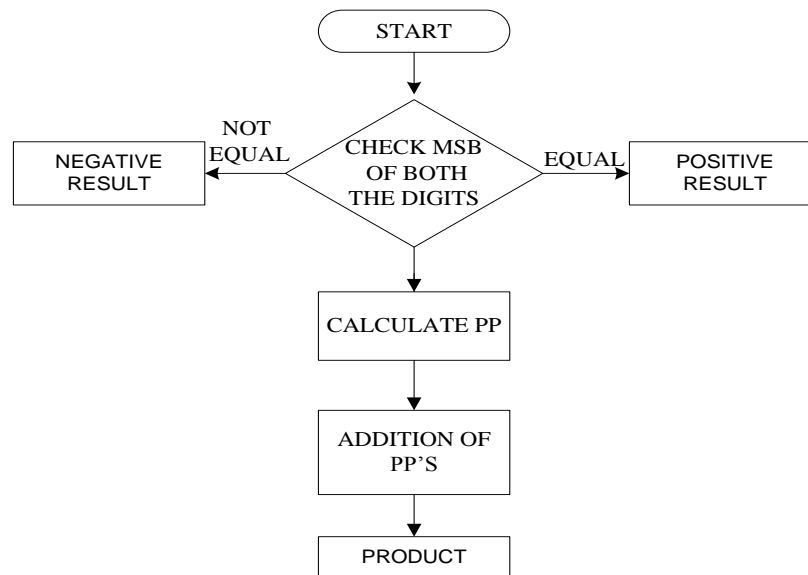 START
NOT
EQUAL
CHECK MSB
OF BOTH
THE DIGITS
EQUAL
NEGATIVE
RESULT
POSITIVE
RESULT
CALCULATE PP
ADDITION OF
PP'S
PRODUCT